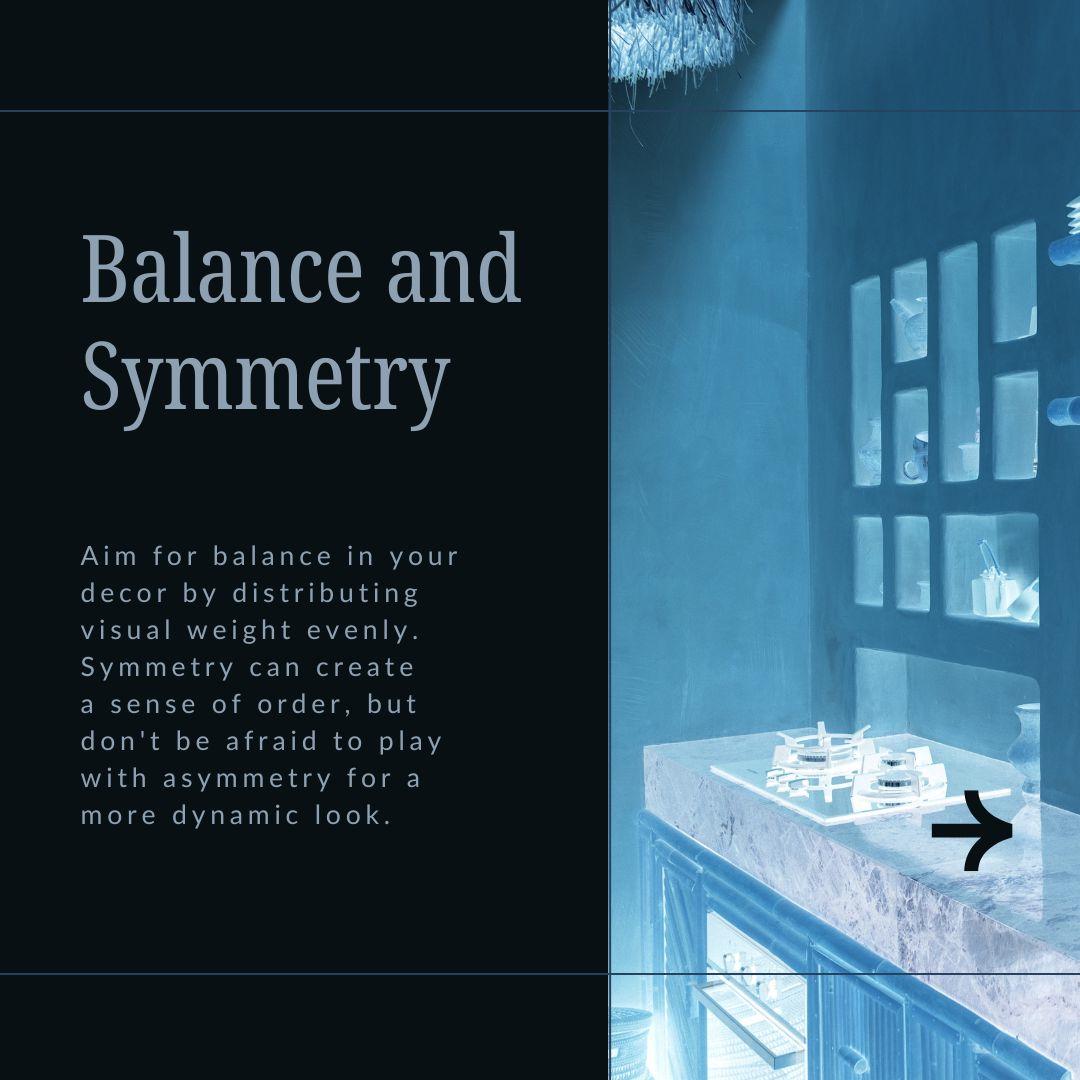 Balance and
Symmetry
Aim for balance in your
decor by distributing
visual weight evenly.
Symmetry can create
a sense of order, but
don't be afraid to play
with asymmetry for a
more dynamic look.